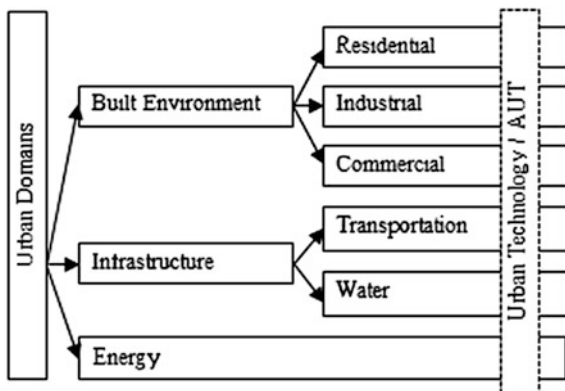 Urban Domains
Built Environment
Infrastructure
Energy
Residential
Industrial
Commercial
Transportation
Water
Urban Technology / AUT